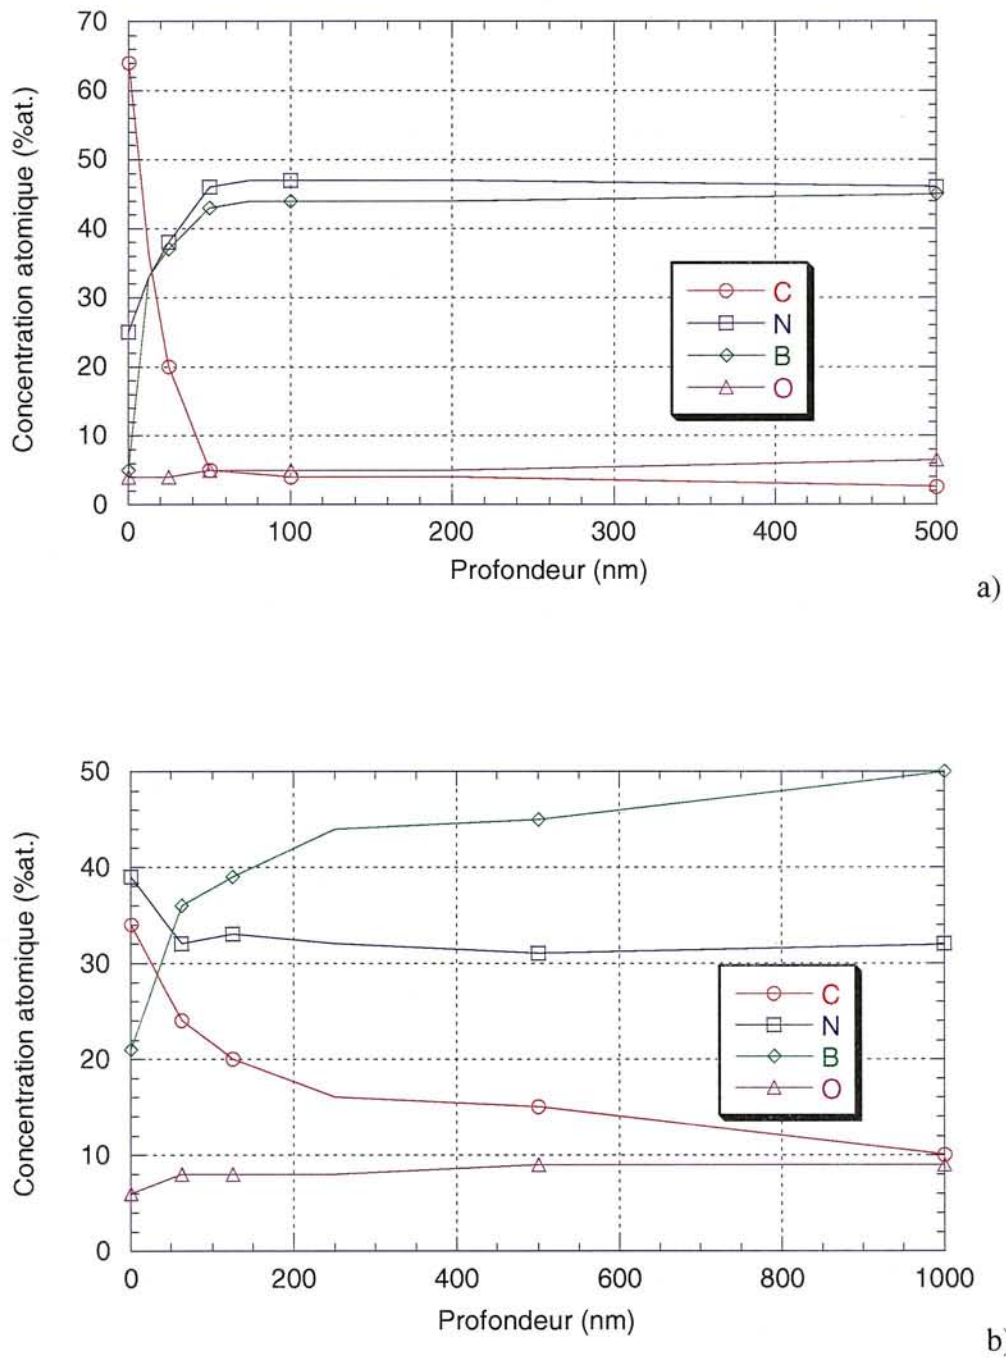 70
60
50
40
30
20
10
0
Concentration atomique (%at.)
C
N
B
O
0 100 200 300 400 500
Profondeur (nm)
a)
50
40
30
20
10
0
Concentration atomique (%at.)
C
N
B
O
0 200 400 600 800 1000
Profondeur (nm)
b)